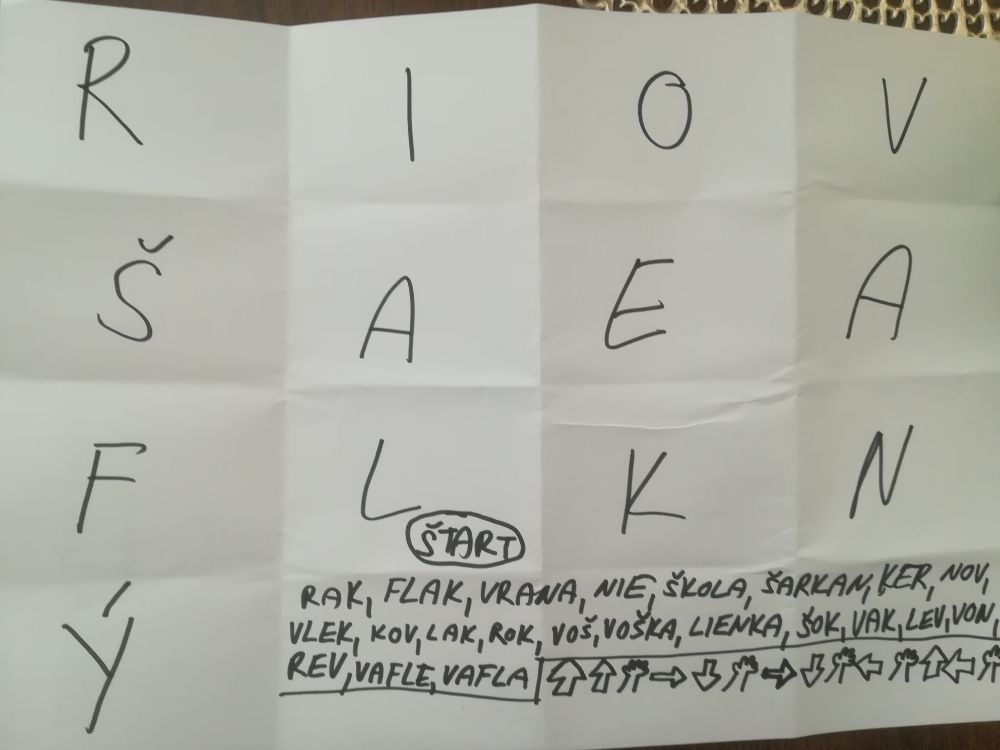 R I O V
Š A E A
F L K N
ŠTART
Ý
RAK, FLAK, VRANA, NIE, ŠKOLA, ŠARKAN, KER, NOV,
VLEK, KOV, LAK, ROK, VOŠ, VOŠKA, LIENKA, ŠOK, VAK, LEV, VON,
REV, VAFLE, VAFLA